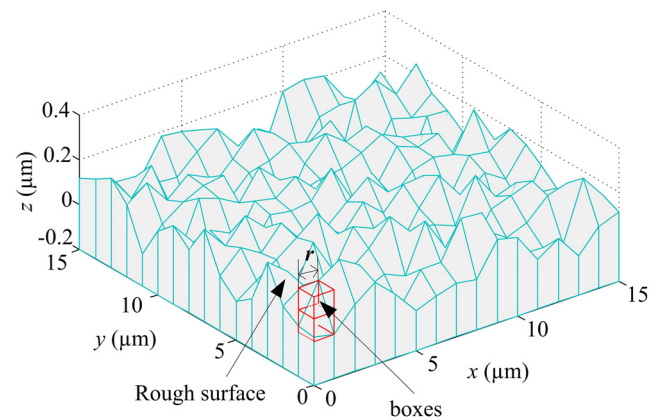 0.4
0.2
0
-0.2
z (μm)
15
10
5
0
y (μm)
r
0
5
10
15
x (μm)
Rough surface
boxes